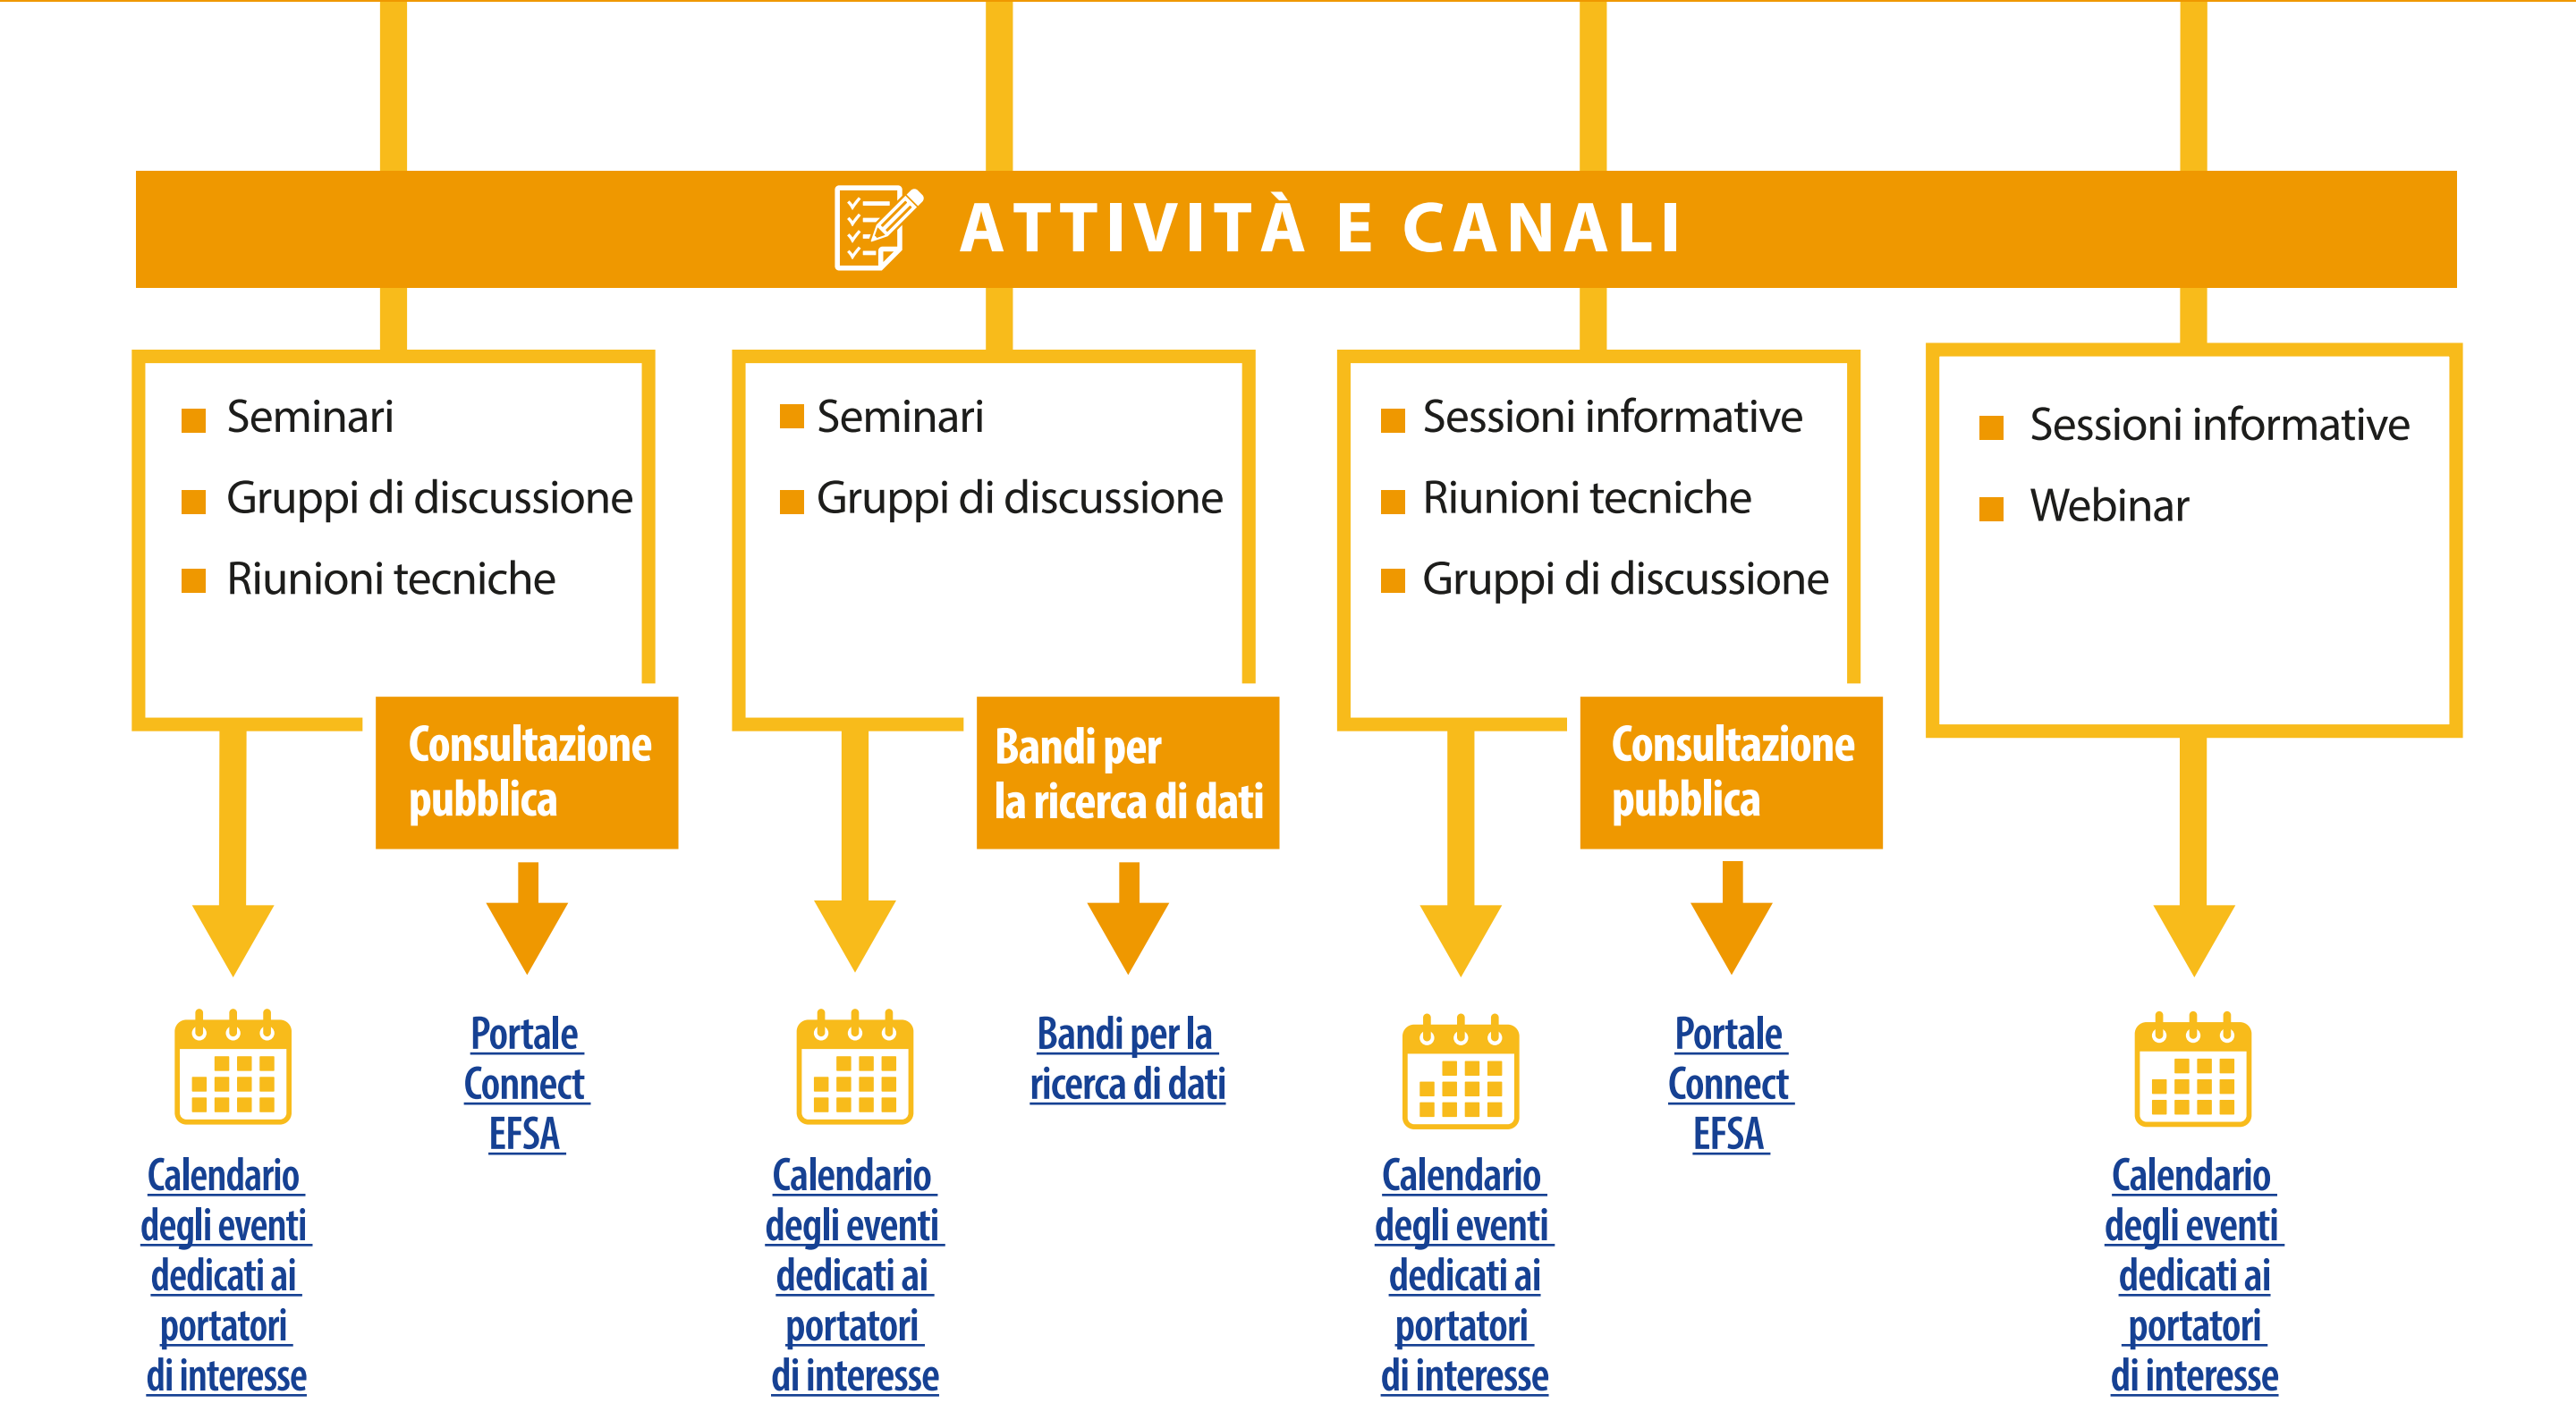 ATTIVITÀ E CANALI
Seminari
Gruppi di discussione
Riunioni tecniche
Consultazione
pubblica
Calendario
degli eventi
dedicati ai
portatori
di interesse
Portale
Connect
EFSA
Seminari
Gruppi di discussione
Bandi per
la ricerca di dati
Calendario
degli eventi
dedicati ai
portatori
di interesse
Bandi per la
ricerca di dati
Sessioni informative
Riunioni tecniche
Gruppi di discussione
Consultazione
pubblica
Calendario
degli eventi
dedicati ai
portatori
di interesse
Portale
Connect
EFSA
Sessioni informative
Webinar
Calendario
degli eventi
dedicati ai
portatori
di interesse